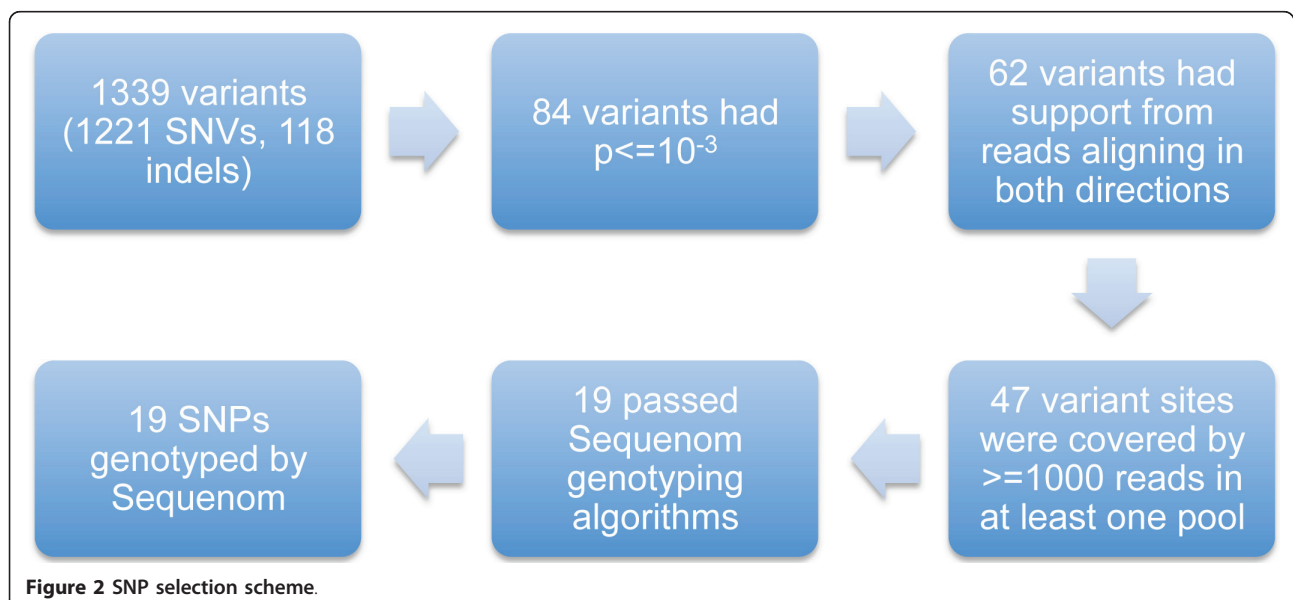 1339 variants
(1221 SNVs, 118
indels)
84 variants had
p<=10⁻³
62 variants had
support from
reads aligning in
both directions
47 variant sites
were covered by
>=1000 reads in
at least one pool
19 passed
Sequenom
genotyping
algorithms
19 SNPs
genotyped by
Sequenom
Figure 2 SNP selection scheme.